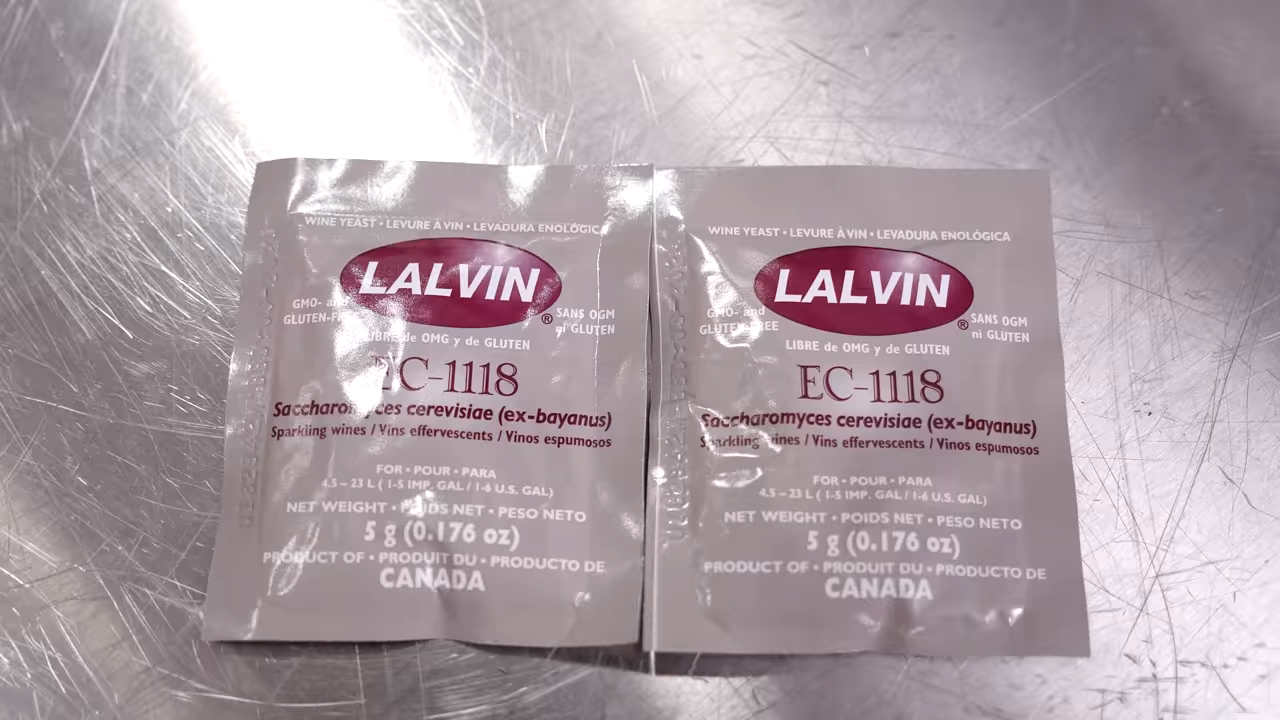 WINE YEAST • LEVURE À VIN • LEVADURA ENOLÓGICA
LALVIN®
GMO- and
GLUTEN-FREE
SANS OGM
ni GLUTEN
LIBRE de OMG y de GLUTEN
EC-1118
Saccharomyces cerevisiae (ex-bayanus)
Sparkling wines / Vins effervescents / Vinos espumosos
FOR • POUR • PARA
4.5 – 23 L ( 1-5 IMP. GAL / 1-6 U.S. GAL)
NET WEIGHT • POIDS NET • PESO NETO
5 g (0.176 oz)
PRODUCT OF • PRODUIT DU • PRODUCTO DE
CANADA
WINE YEAST • LEVURE À VIN • LEVADURA ENOLÓGICA
LALVIN®
GMO- and
GLUTEN-FREE
SANS OGM
ni GLUTEN
LIBRE de OMG y de GLUTEN
EC-1118
Saccharomyces cerevisiae (ex-bayanus)
Sparkling wines / Vins effervescents / Vinos espumosos
FOR • POUR • PARA
4.5 – 23 L ( 1-5 IMP. GAL / 1-6 U.S. GAL)
NET WEIGHT • POIDS NET • PESO NETO
5 g (0.176 oz)
PRODUCT OF • PRODUIT DU • PRODUCTO DE
CANADA